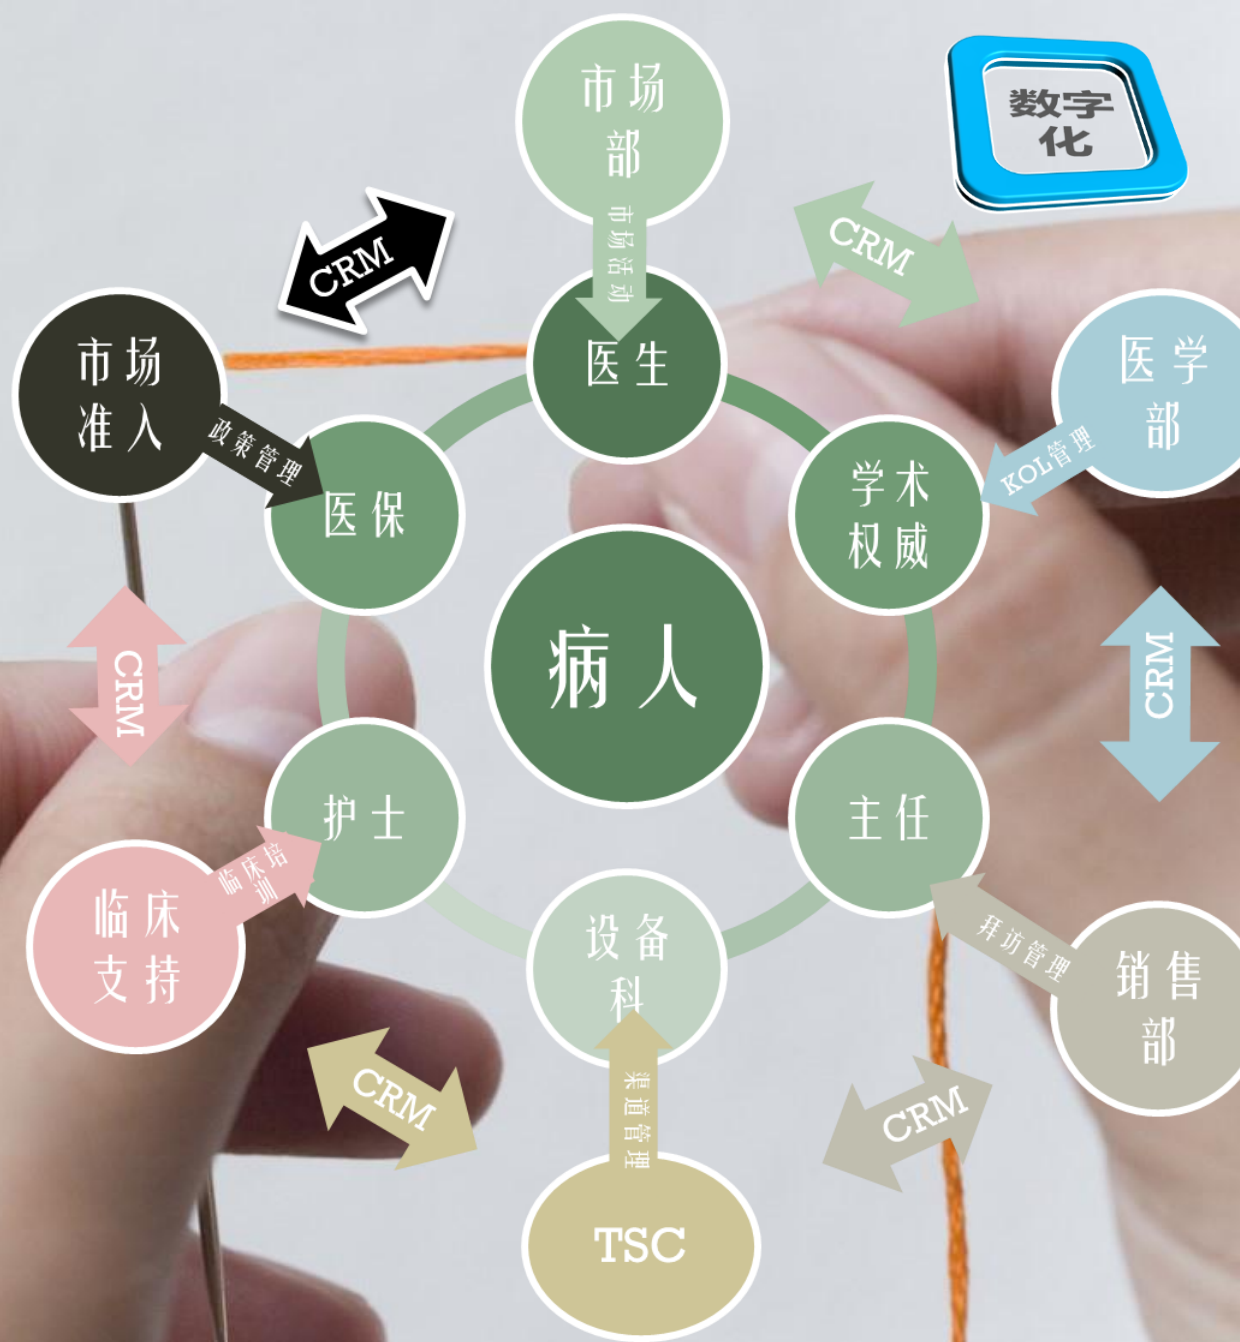 市场
部
数字
化
市场活动
CRM
CRM
市场
准入
医生
医学
部
政策管理
KOL管理
医保
学术
权威
病人
CRM
CRM
护士
主任
临床培
训
临床
支持
设备
科
拜访管理
销售
部
渠道管理
CRM
CRM
TSC